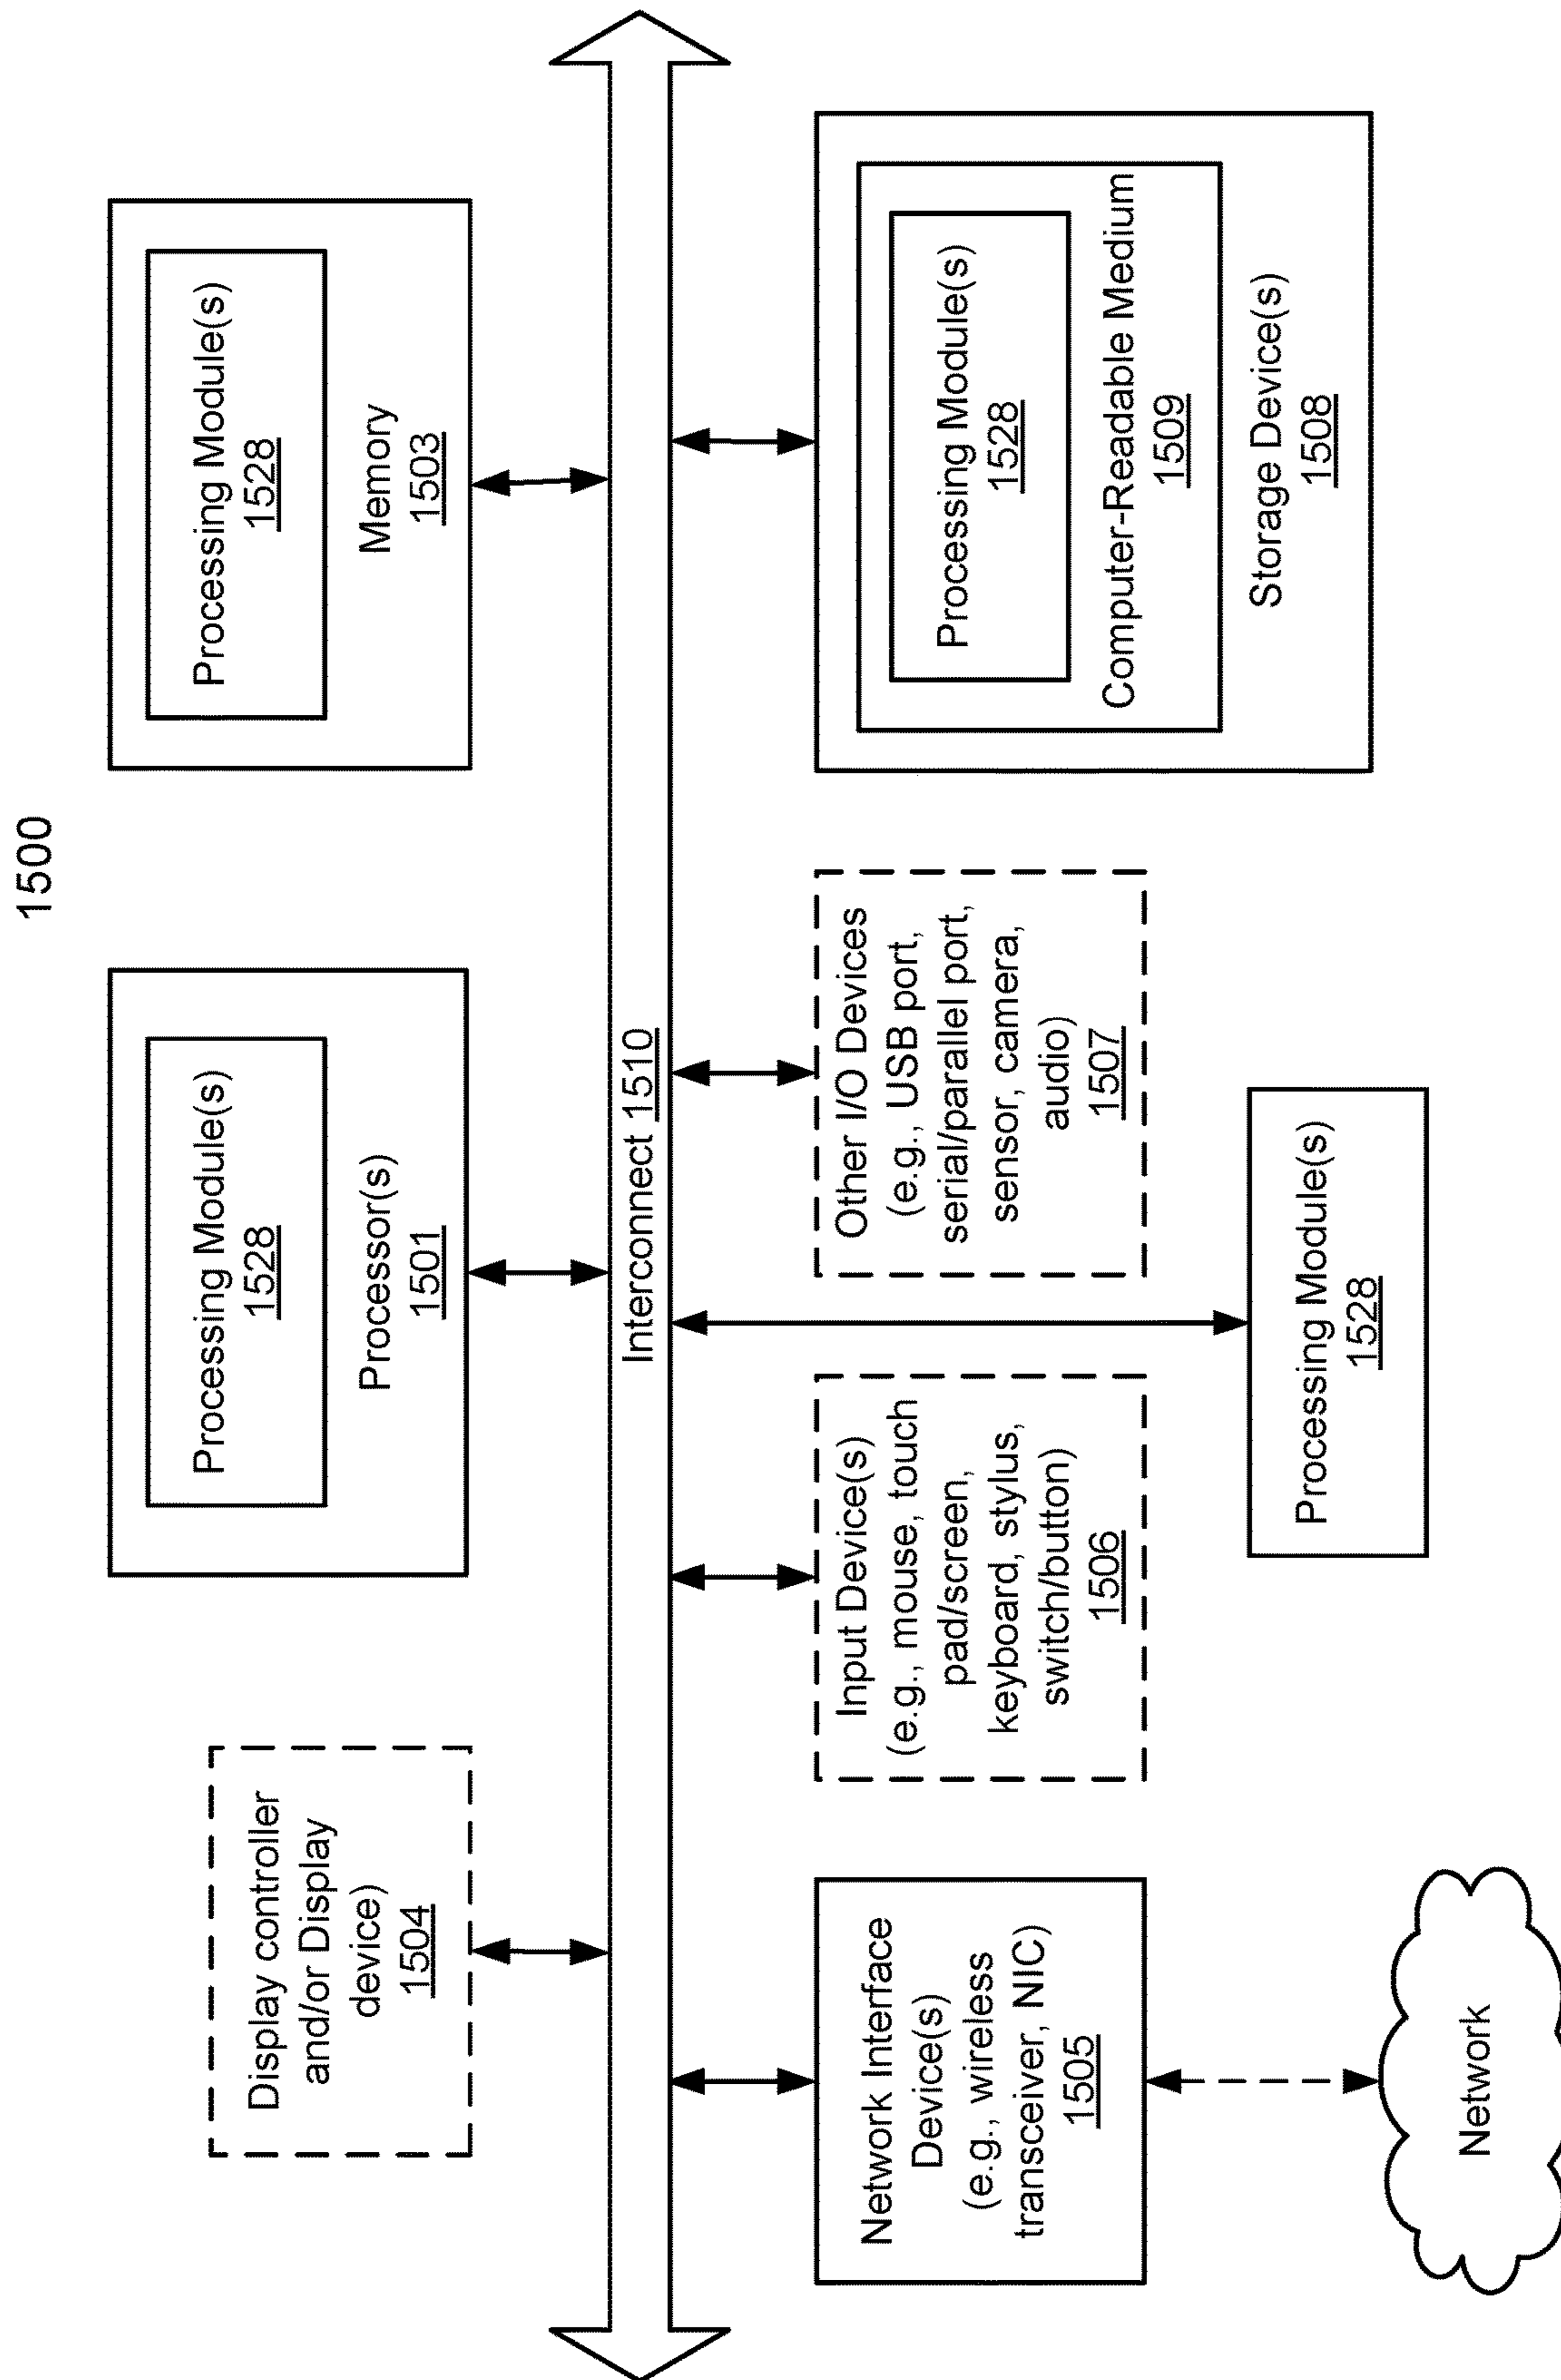 1500
Display controller
and/or Display
device)
1504
Processing Module(s)
1528
Processor(s)
1501
Processing Module(s)
1528
Memory
1503
Interconnect 1510
Network Interface
Device(s)
(e.g., wireless
transceiver, NIC)
1505
Input Device(s)
(e.g., mouse, touch
pad/screen,
keyboard, stylus,
switch/button)
1506
Other I/O Devices
(e.g., USB port,
serial/parallel port,
sensor, camera,
audio)
1507
Processing Module(s)
1528
Computer-Readable Medium
1509
Storage Device(s)
1508
Network
Processing Module(s)
1528